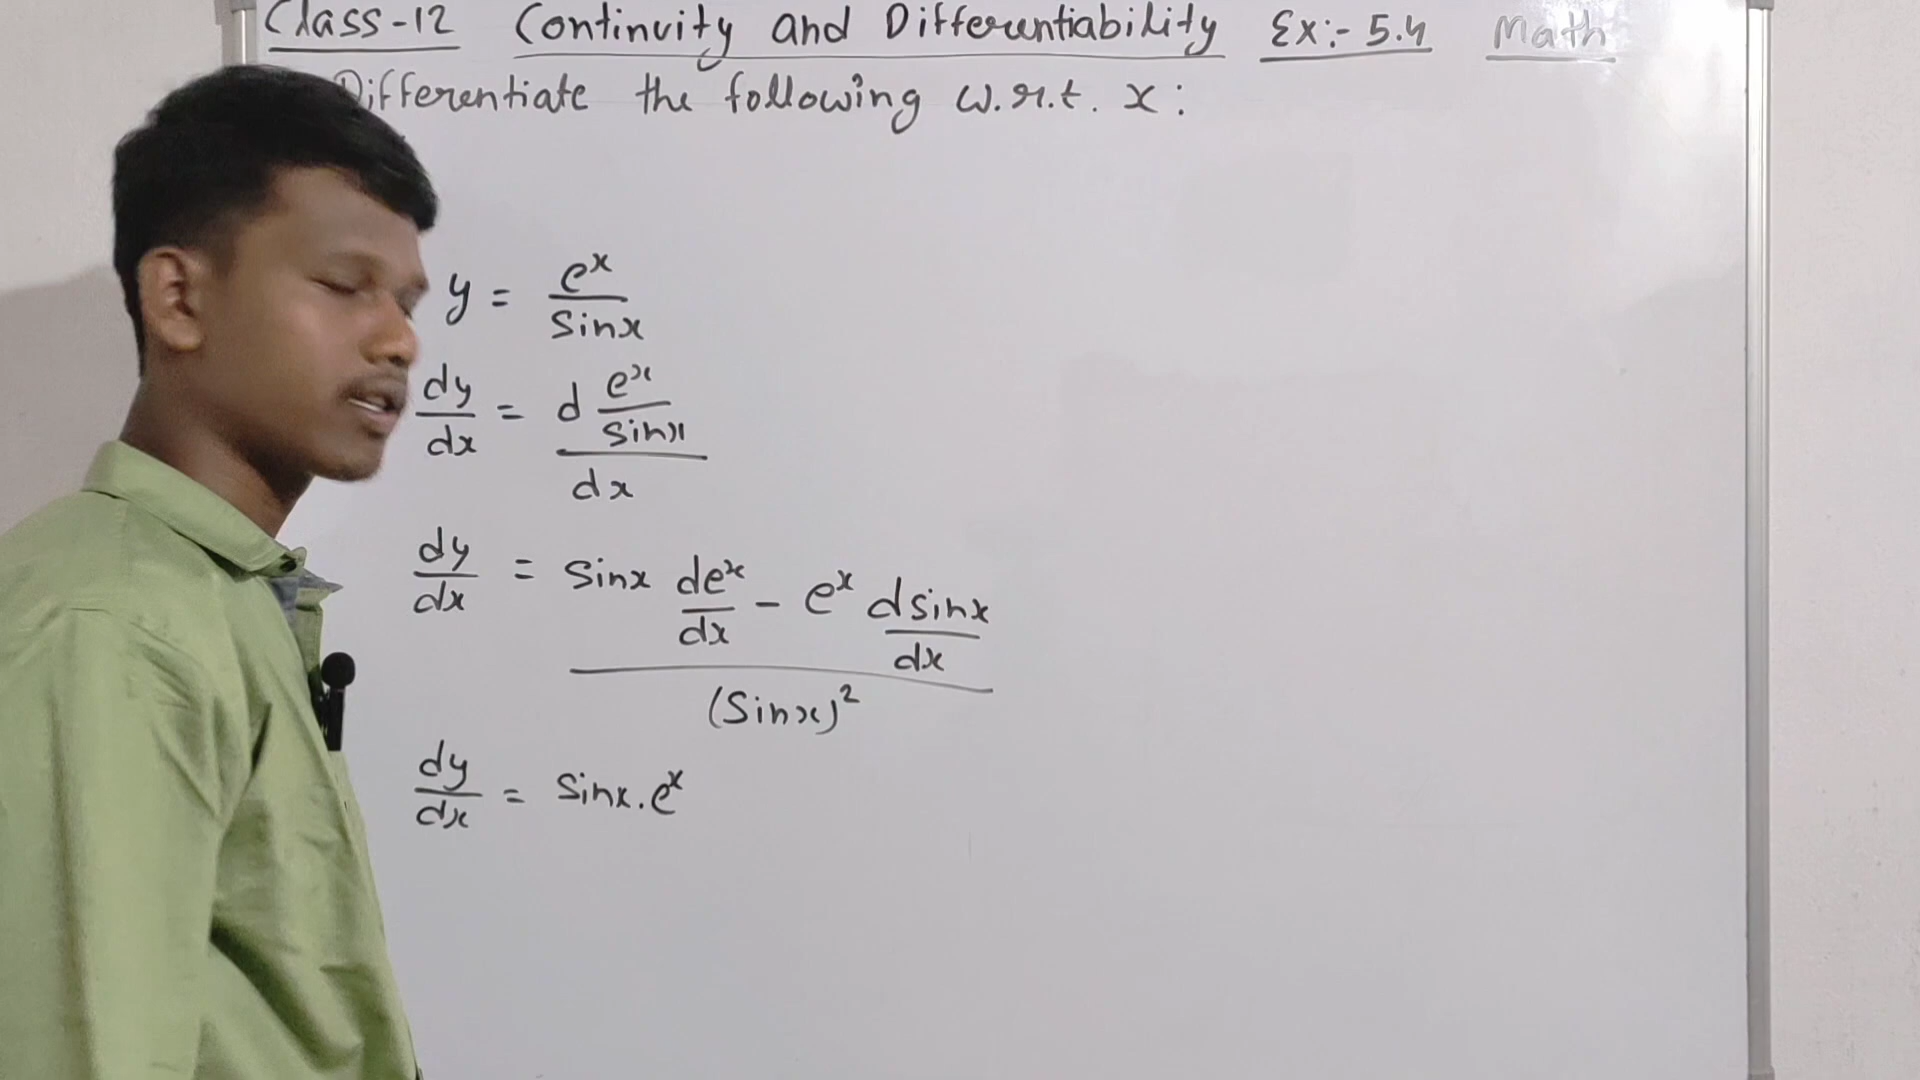 Class-12 Continuity and Differentiability Ex:- 5.4 Math
Differentiate the following w.r.t. x:
y = e^x / sinx
dy/dx = d e^x/sinx / dx
dy/dx = sinx de^x/dx - e^x dsinx/dx / (sinx)^2
dy/dx = sinx.e^x